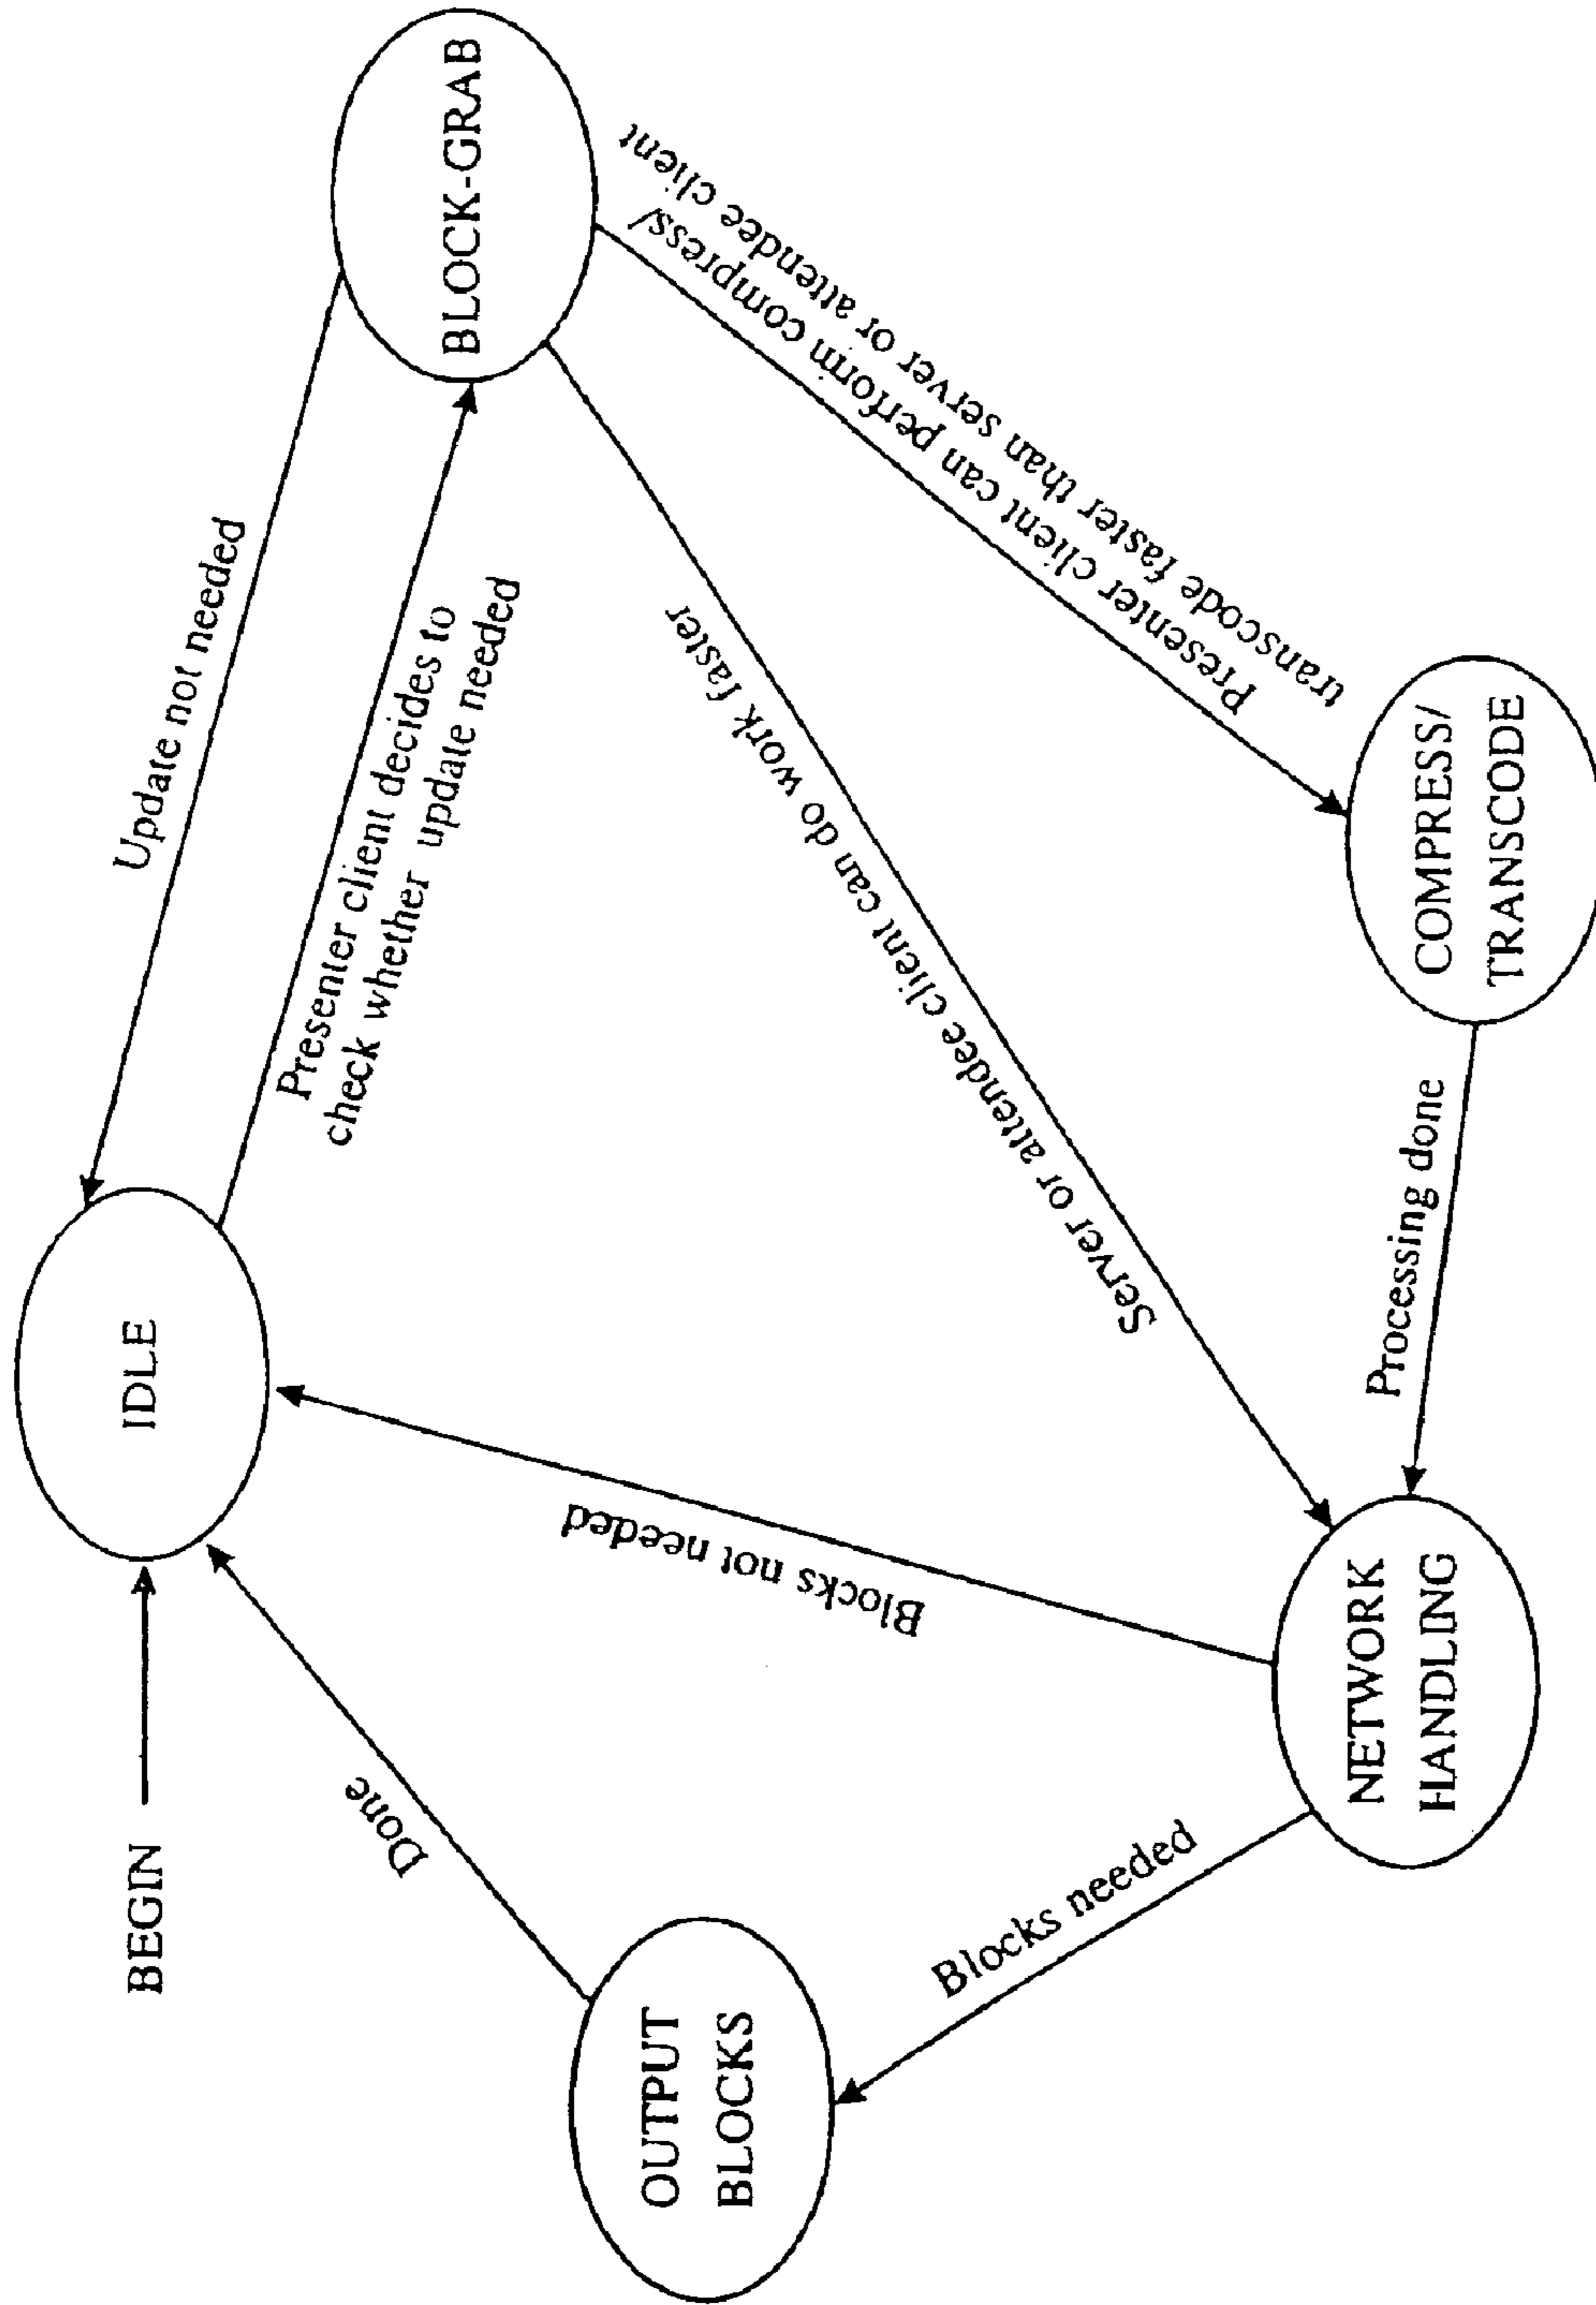 BEGIN
IDLE
Update not needed
Presenter client decides to
check whether update needed
BLOCK-GRAB
Done
Blocks not needed
Server or attendee client can do work faster
Presenter client can perform compress/
transcode faster than server or attendee client
OUTPUT
BLOCKS
Blocks needed
NETWORK
HANDLING
Processing done
COMPRESS/
TRANSCODE